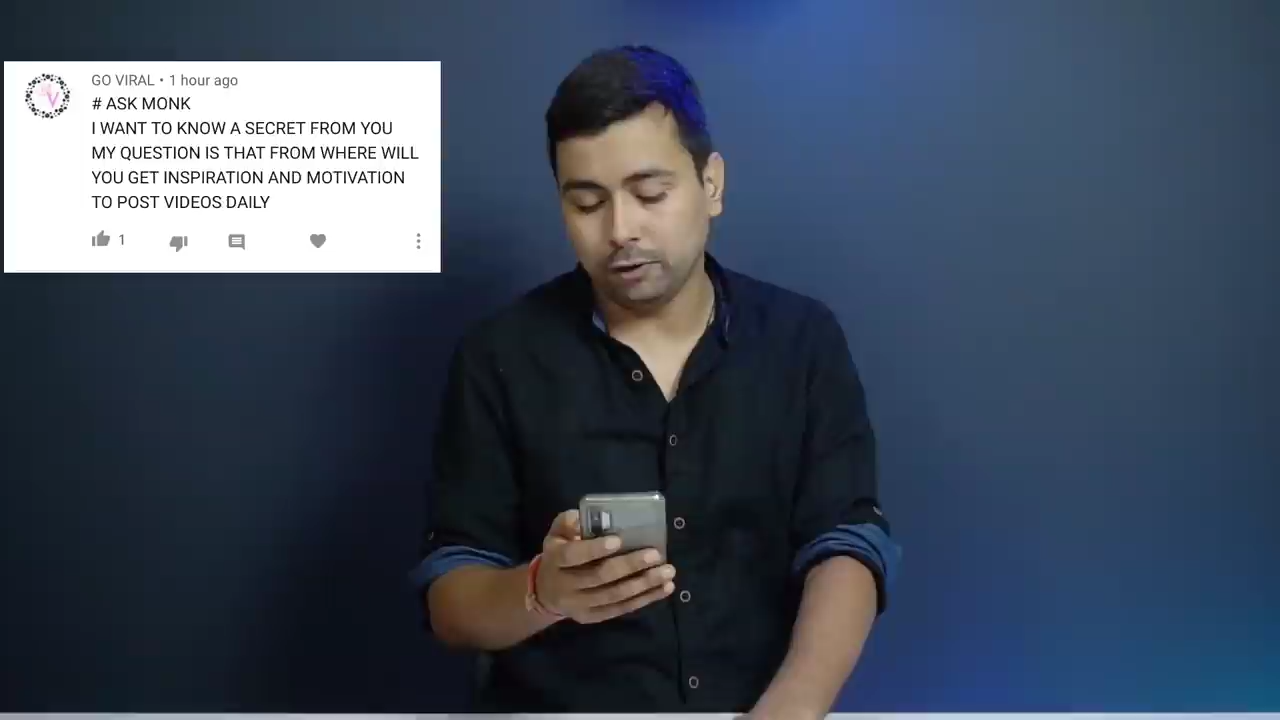 GO VIRAL • 1 hour ago
# ASK MONK
I WANT TO KNOW A SECRET FROM YOU
MY QUESTION IS THAT FROM WHERE WILL
YOU GET INSPIRATION AND MOTIVATION
TO POST VIDEOS DAILY
1